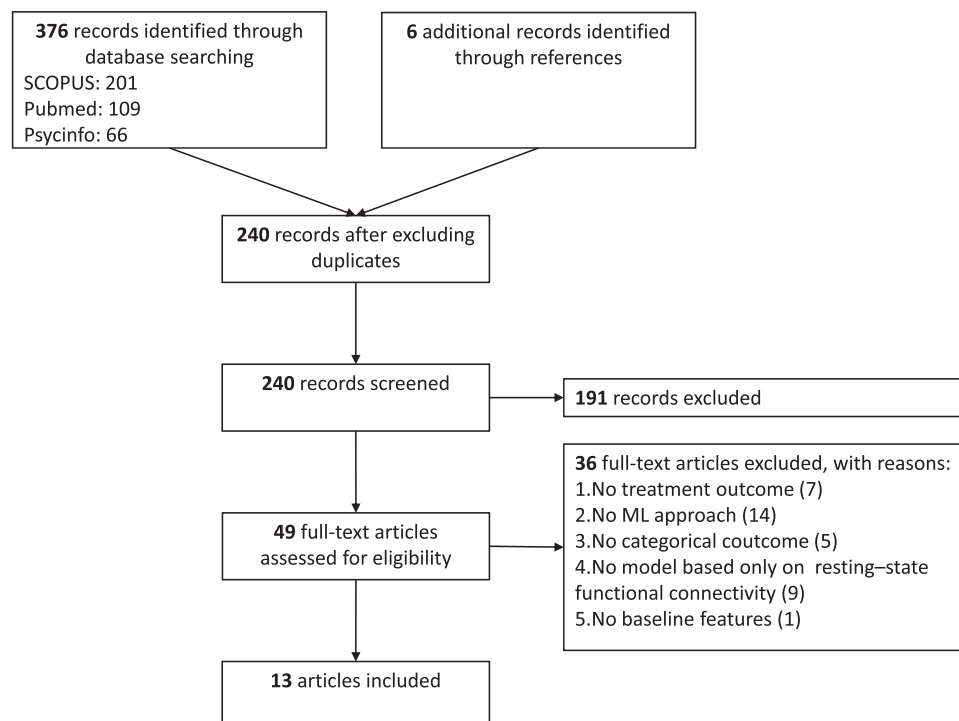 376 records identified through
database searching
SCOPUS: 201
Pubmed: 109
Psycinfo: 66
6 additional records identified
through references
240 records after excluding
duplicates
240 records screened
191 records excluded
49 full-text articles
assessed for eligibility
36 full-text articles excluded, with reasons:
1.No treatment outcome (7)
2.No ML approach (14)
3.No categorical coutcome (5)
4.No model based only on resting–state
functional connectivity (9)
5.No baseline features (1)
13 articles included